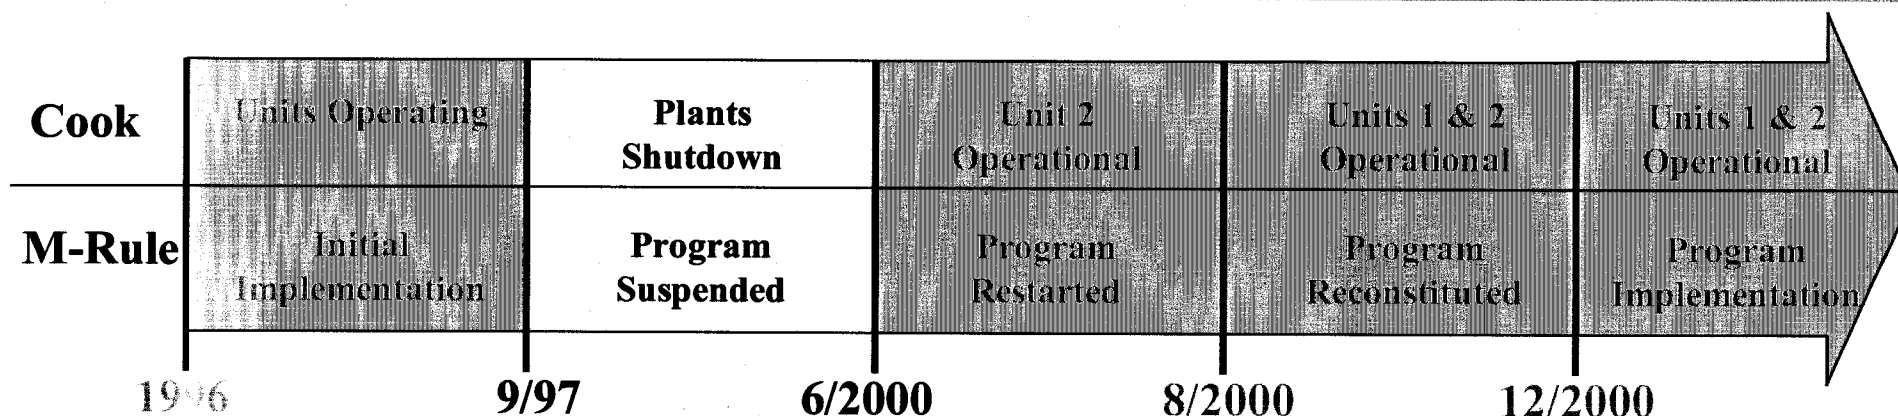 Cook
Units Operating
Plants
Shutdown
Unit 2
Operational
Units 1 & 2
Operational
Units 1 & 2
Operational
M-Rule
Initial
Implementation
Program
Suspended
Program
Restarted
Program
Reconstituted
Program
Implementation
1996
9/97
6/2000
8/2000
12/2000